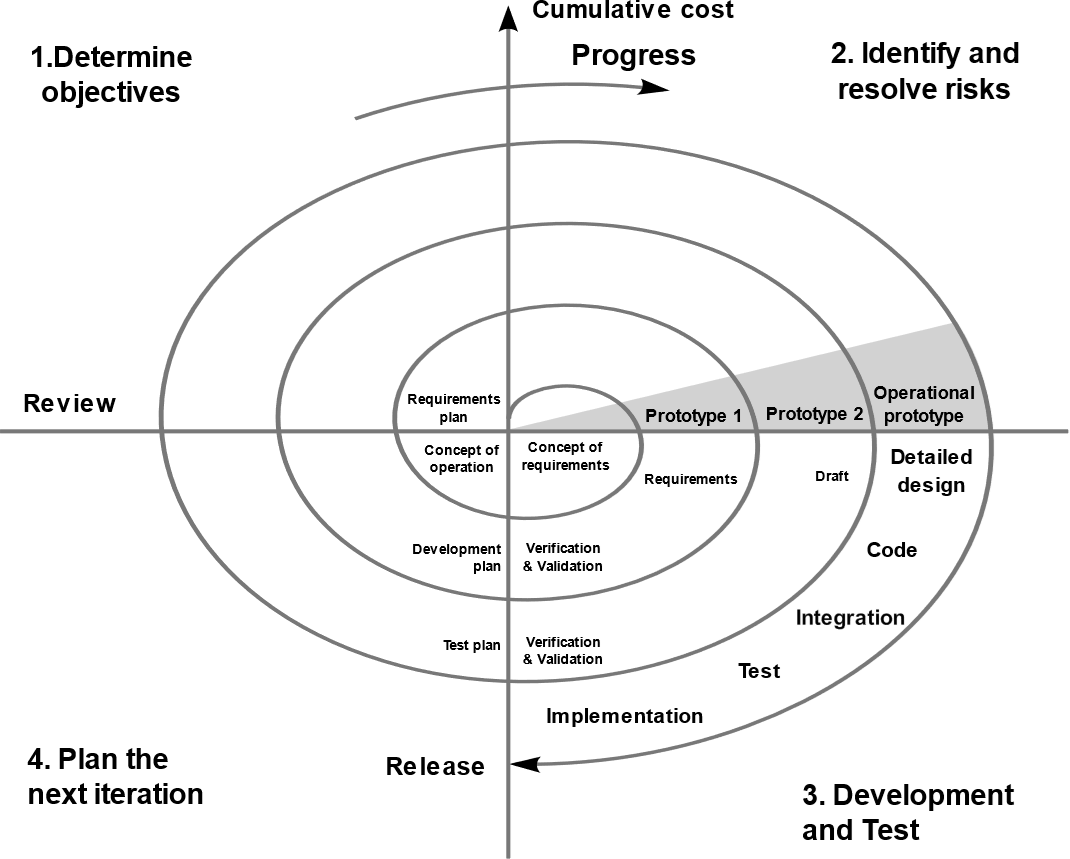 Cumulative cost
Progress
1.Determine
objectives
2. Identify and
resolve risks
Review
Requirements
plan
Concept of
operation
Concept of
requirements
Prototype 1
Prototype 2
Operational
prototype
Requirements
Draft
Detailed
design
Development
plan
Verification
& Validation
Code
Integration
Test plan
Verification
& Validation
Test
Implementation
Release
4. Plan the
next iteration
3. Development
and Test